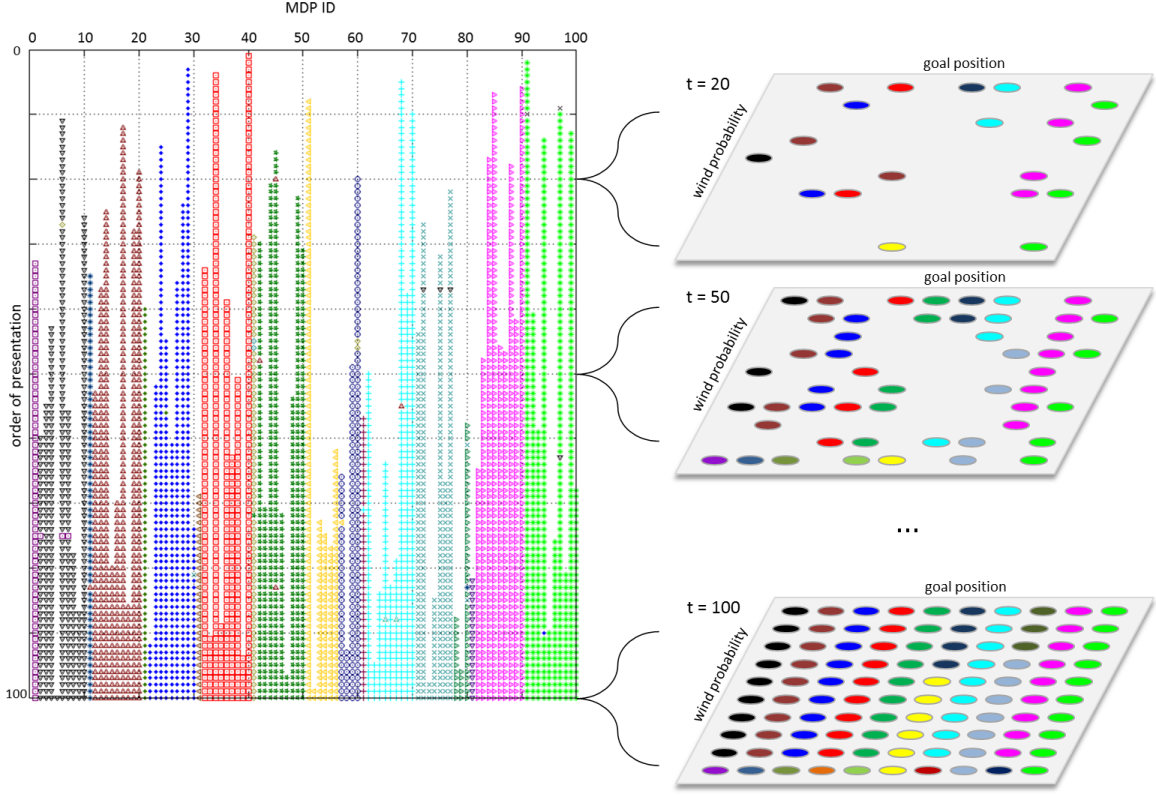 MDP ID
0 10 20 30 40 50 60 70 80 90 100
0
order of presentation
100
goal position
t = 20
wind probability
goal position
t = 50
wind probability
...
goal position
t = 100
wind probability